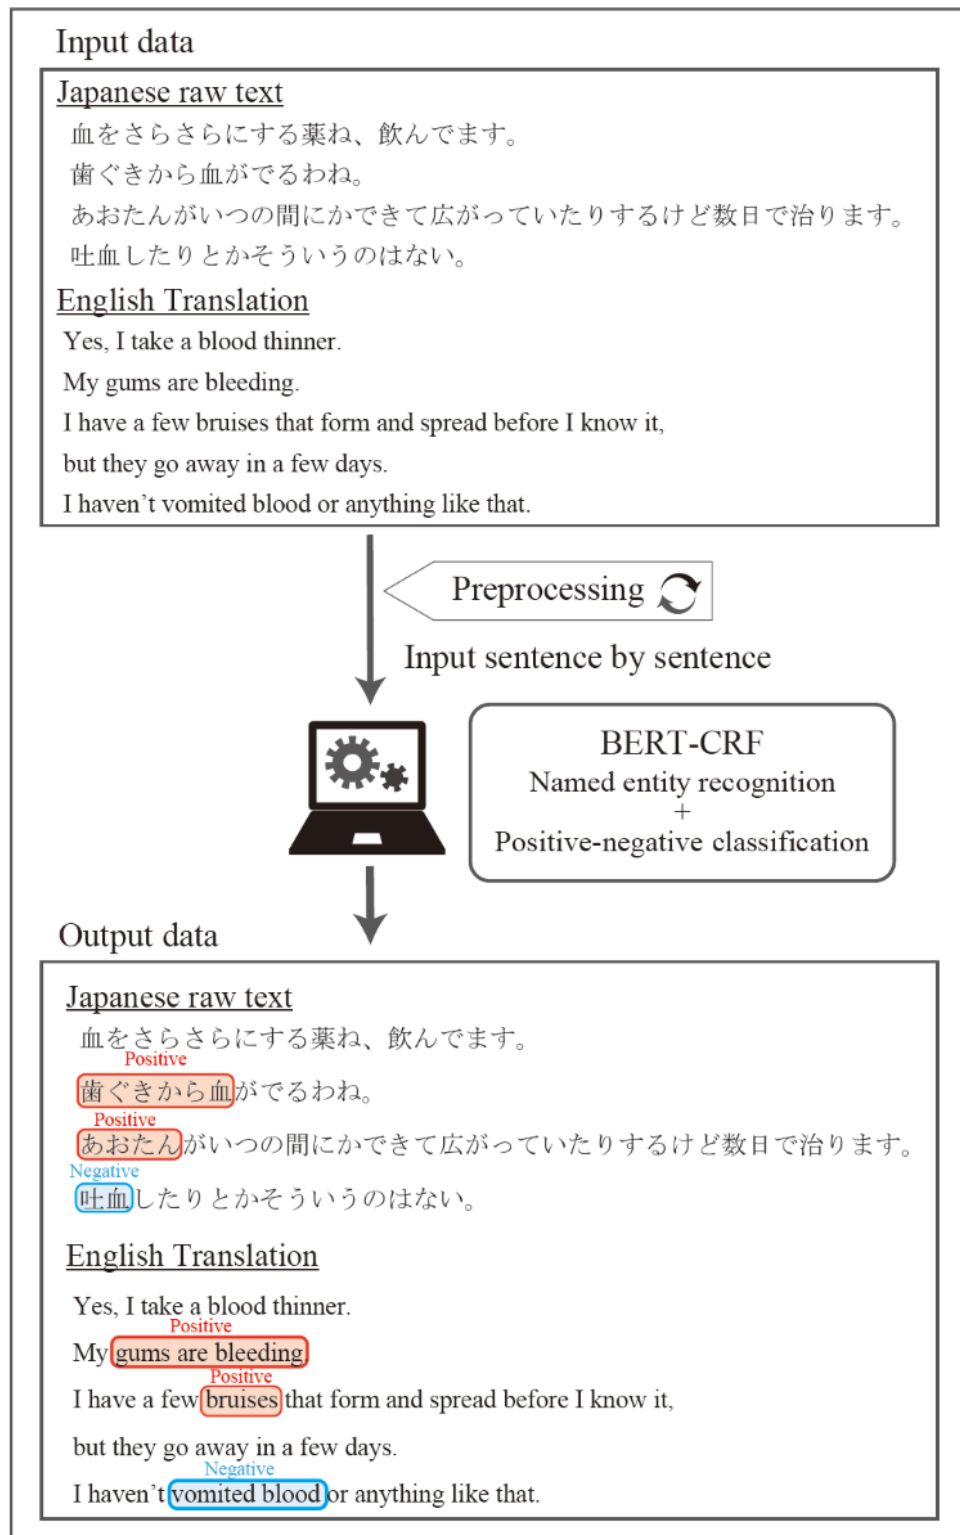 Input data
Japanese raw text
血をさらさらにする薬ね、飲んでます。
歯ぐきから血がでるわね。
あおたんがいつの間にかできて広がっていたりするけど数日で治ります。
吐血したりとかそういうのはない。
English Translation
Yes, I take a blood thinner.
My gums are bleeding.
I have a few bruises that form and spread before I know it,
but they go away in a few days.
I haven't vomited blood or anything like that.
Preprocessing
Input sentence by sentence
BERT-CRF
Named entity recognition
+
Positive-negative classification
Output data
Japanese raw text
血をさらさらにする薬ね、飲んでます。
Positive
歯ぐきから血がでるわね。
Positive
あおたんがいつの間にかできて広がっていたりするけど数日で治ります。
Negative
吐血したりとかそういうのはない。
English Translation
Yes, I take a blood thinner.
Positive
My gums are bleeding
Positive
I have a few bruises that form and spread before I know it,
but they go away in a few days.
Negative
I haven't vomited blood or anything like that.